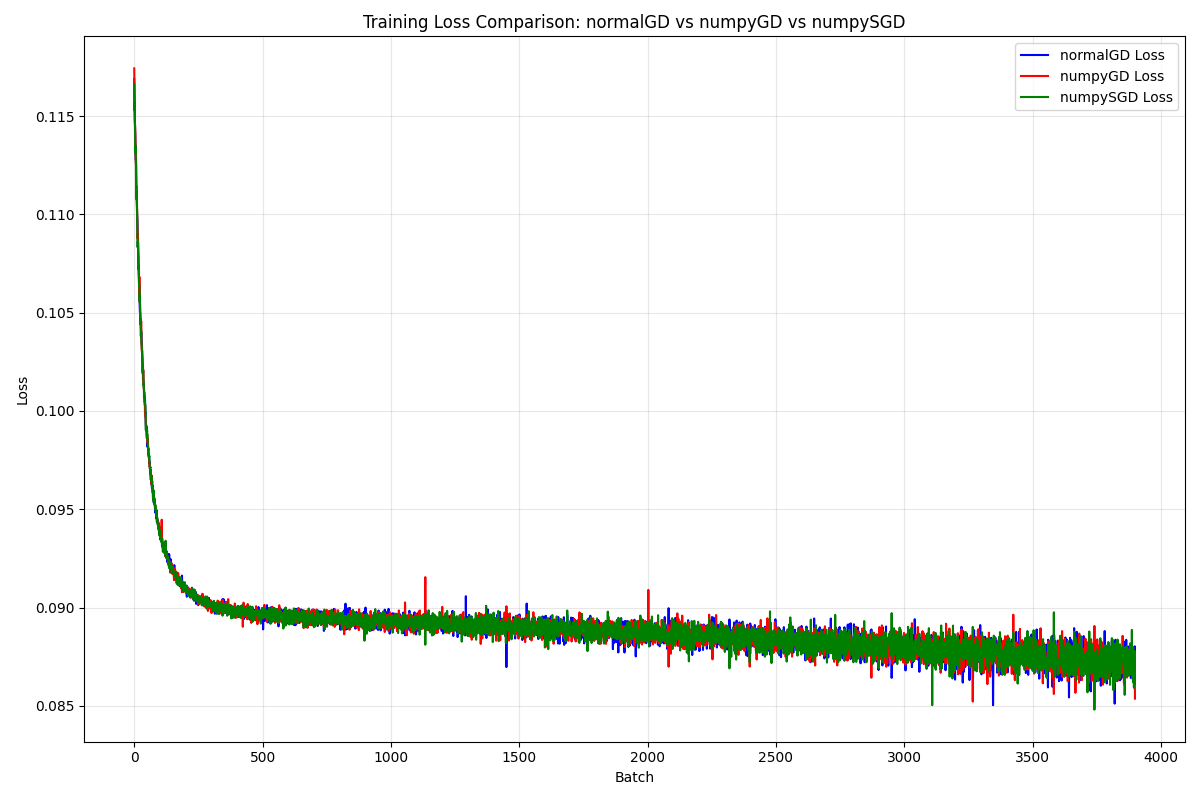 Training Loss Comparison: normalGD vs numpyGD vs numpySGD
normalGD Loss
numpyGD Loss
numpySGD Loss
Loss
0.115
0.110
0.105
0.100
0.095
0.090
0.085
0 500 1000 1500 2000 2500 3000 3500 4000
Batch